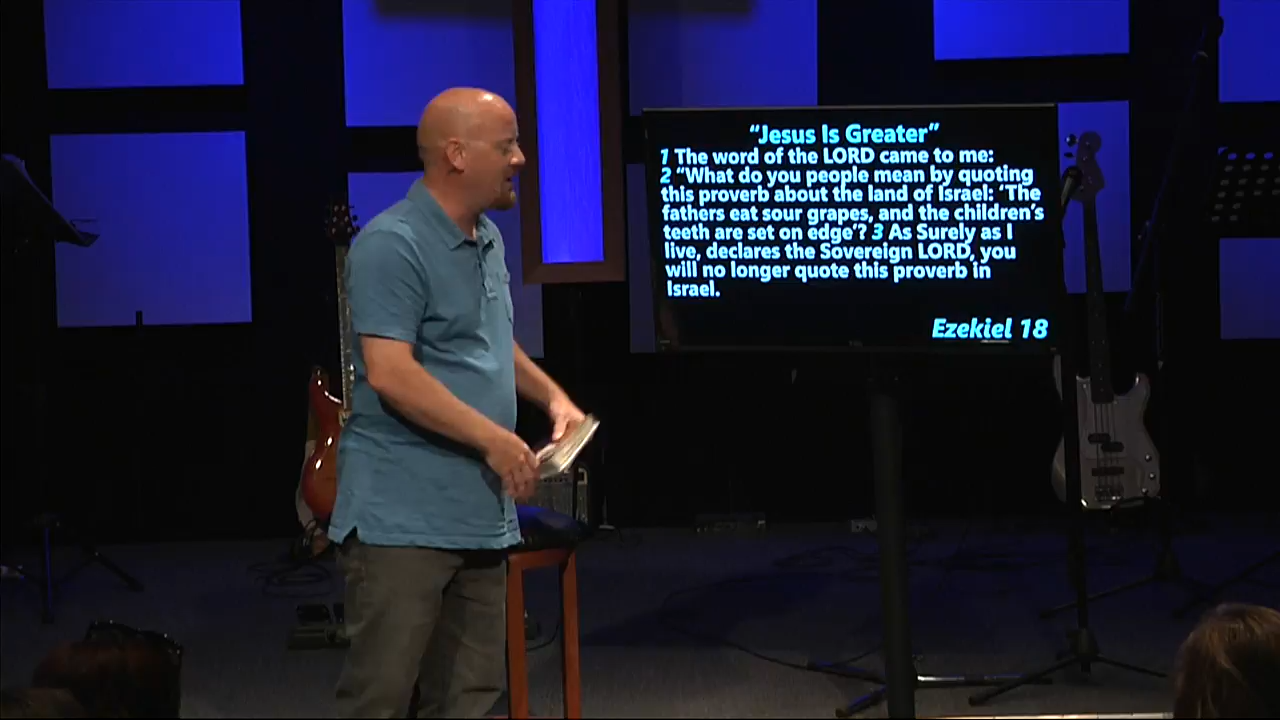 “Jesus Is Greater”
1 The word of the LORD came to me:
2 “What do you people mean by quoting
this proverb about the land of Israel: ‘The
fathers eat sour grapes, and the children’s
teeth are set on edge’? 3 As Surely as I
live, declares the Sovereign LORD, you
will no longer quote this proverb in
Israel.
Ezekiel 18